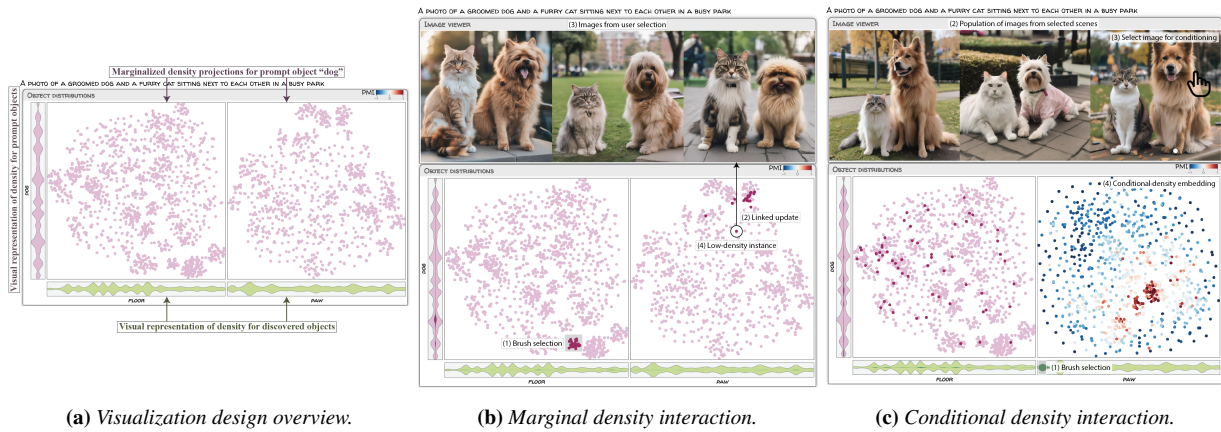 A PHOTO OF A GROOMED DOG AND A FURRY CAT SITTING NEXT TO EACH OTHER IN A BUSY PARK
Marginalized density projections for prompt object “dog”
OBJECT DISTRIBUTIONS
PMI
Visual representation of density for prompt objects
DOG
FLOOR
PAW
Visual representation of density for discovered objects
(a) Visualization design overview.
A PHOTO OF A GROOMED DOG AND A FURRY CAT SITTING NEXT TO EACH OTHER IN A BUSY PARK
IMAGE VIEWER
(3) Images from user selection
OBJECT DISTRIBUTIONS
PMI
(2) Linked update
(4) Low-density instance
DOG
(1) Brush selection
FLOOR
PAW
(b) Marginal density interaction.
A PHOTO OF A GROOMED DOG AND A FURRY CAT SITTING NEXT TO EACH OTHER IN A BUSY PARK
IMAGE VIEWER
(2) Population of images from selected scenes
(3) Select image for conditioning
OBJECT DISTRIBUTIONS
PMI
(4) Conditional density embedding
DOG
(1) Brush selection
FLOOR
PAW
(c) Conditional density interaction.